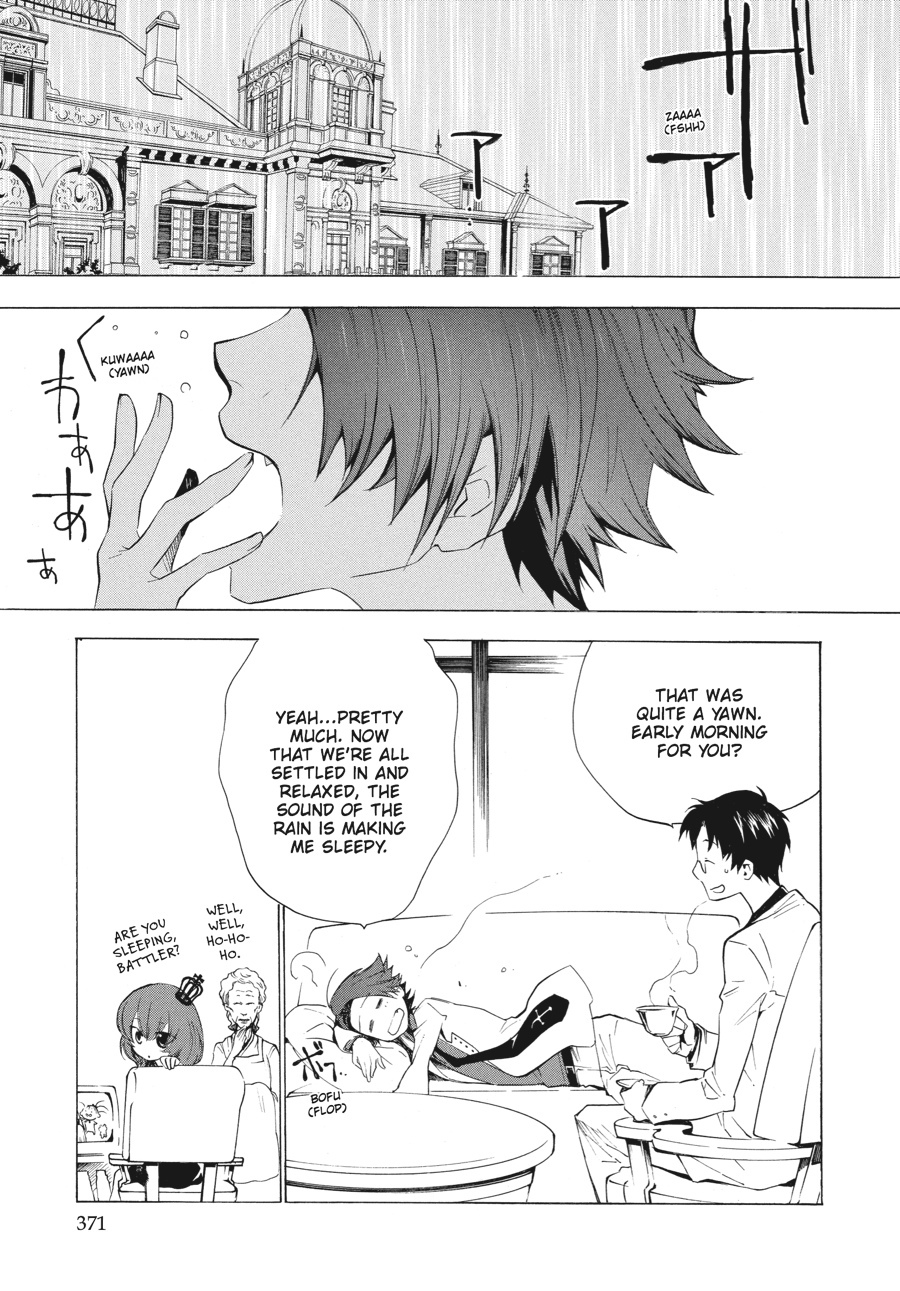 ザアアア
ZAAAA
(FSHH)
くわぁああぁ
KUWAAAA
(YAWN)
THAT WAS
QUITE A YAWN.
EARLY MORNING
FOR YOU?
YEAH...PRETTY
MUCH. NOW
THAT WE'RE ALL
SETTLED IN AND
RELAXED, THE
SOUND OF THE
RAIN IS MAKING
ME SLEEPY.
ボフ
BOFU
(FLOP)
WELL,
WELL,
HO-HO-
HO.
ARE YOU
SLEEPING,
BATTLER?
371